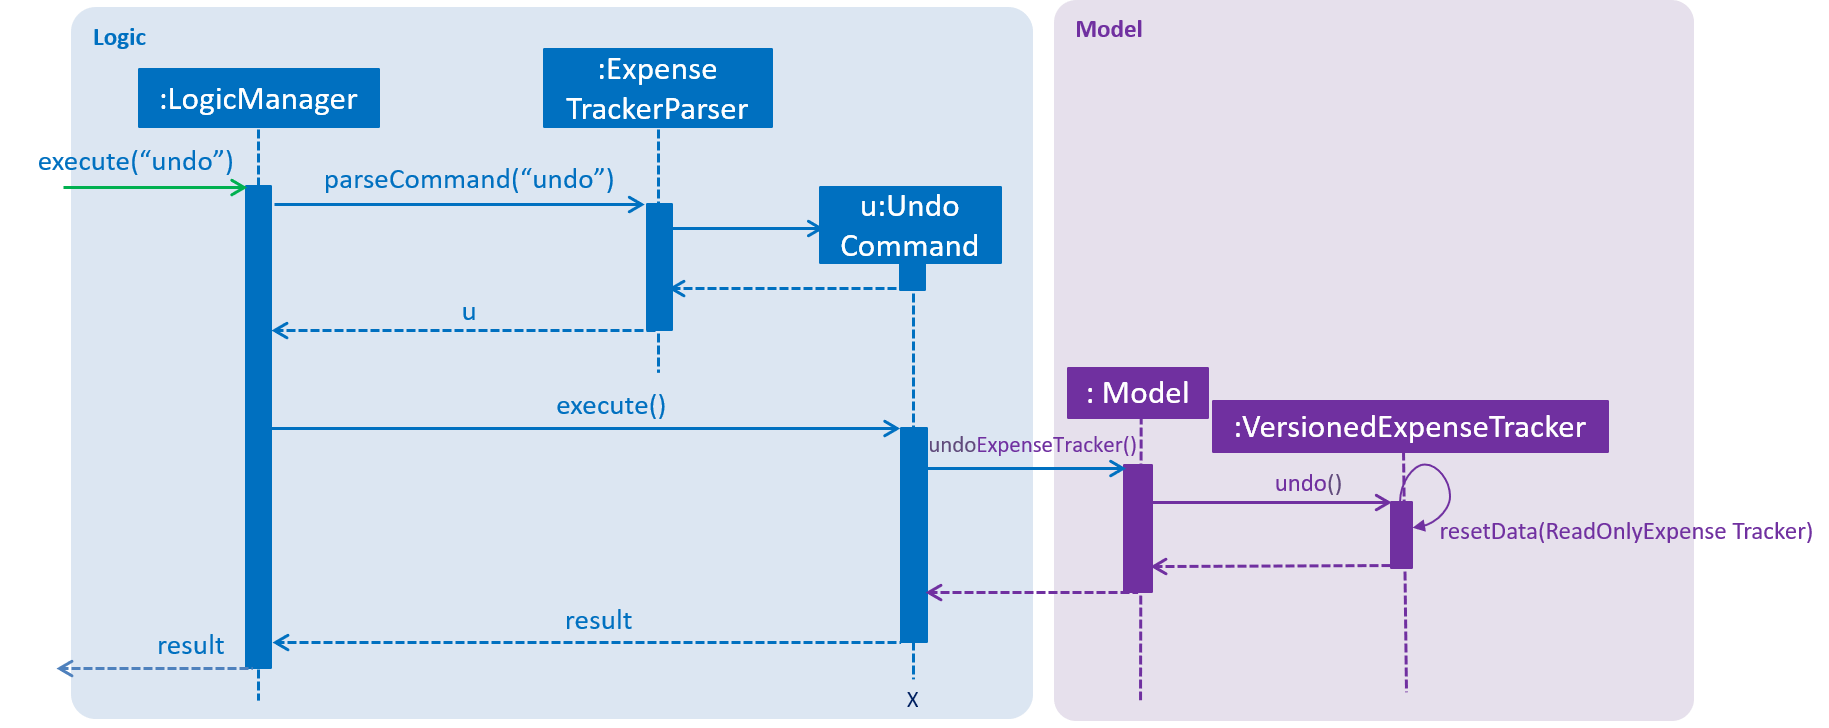 Logic
Model
:LogicManager
:Expense
TrackerParser
execute(“undo”)
parseCommand(“undo”)
u:Undo
Command
u
: Model
execute()
:VersionedExpenseTracker
undoExpenseTracker()
undo()
resetData(ReadOnlyExpense Tracker)
result
result
X